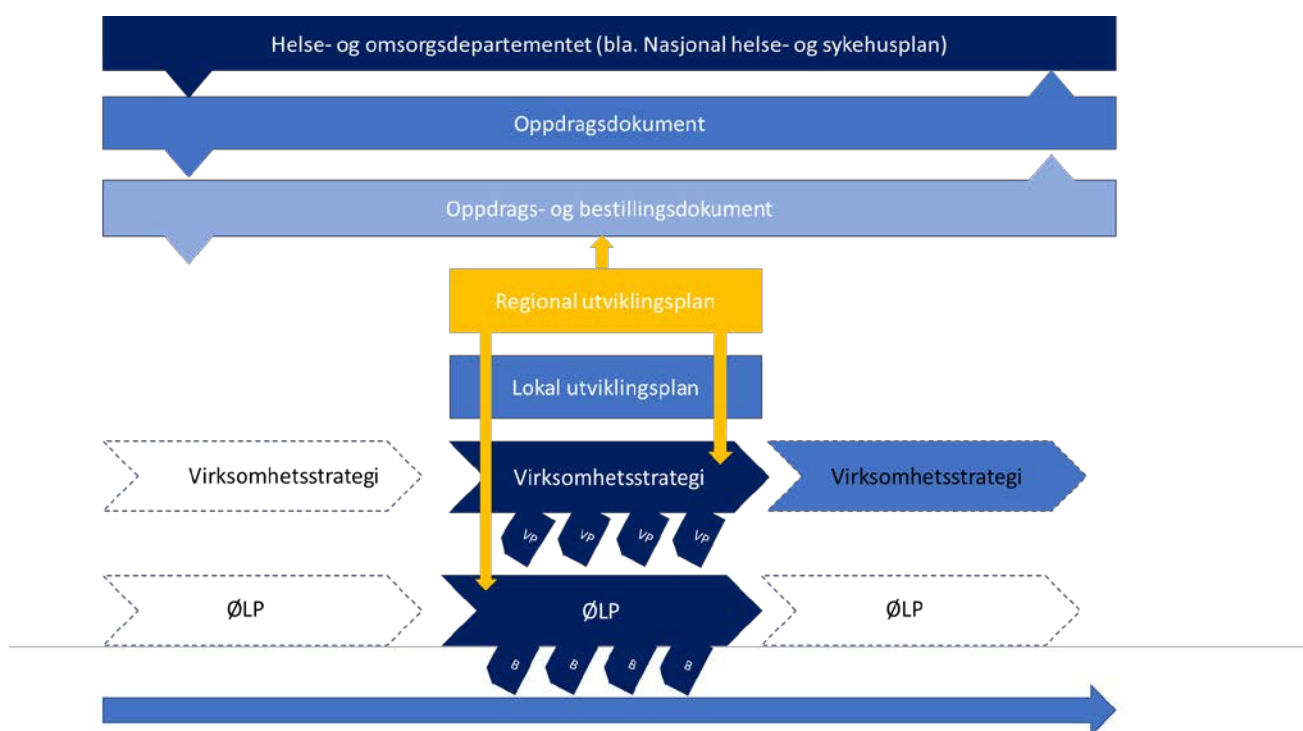 Helse- og omsorgsdepartementet (bla. Nasjonal helse- og sykehusplan)
Oppdragsdokument
Oppdrags- og bestillingsdokument
Regional utviklingsplan
Lokal utviklingsplan
Virksomhetsstrategi
Virksomhetsstrategi
Virksomhetsstrategi
VP
VP
VP
VP
ØLP
ØLP
ØLP
B
B
B
B